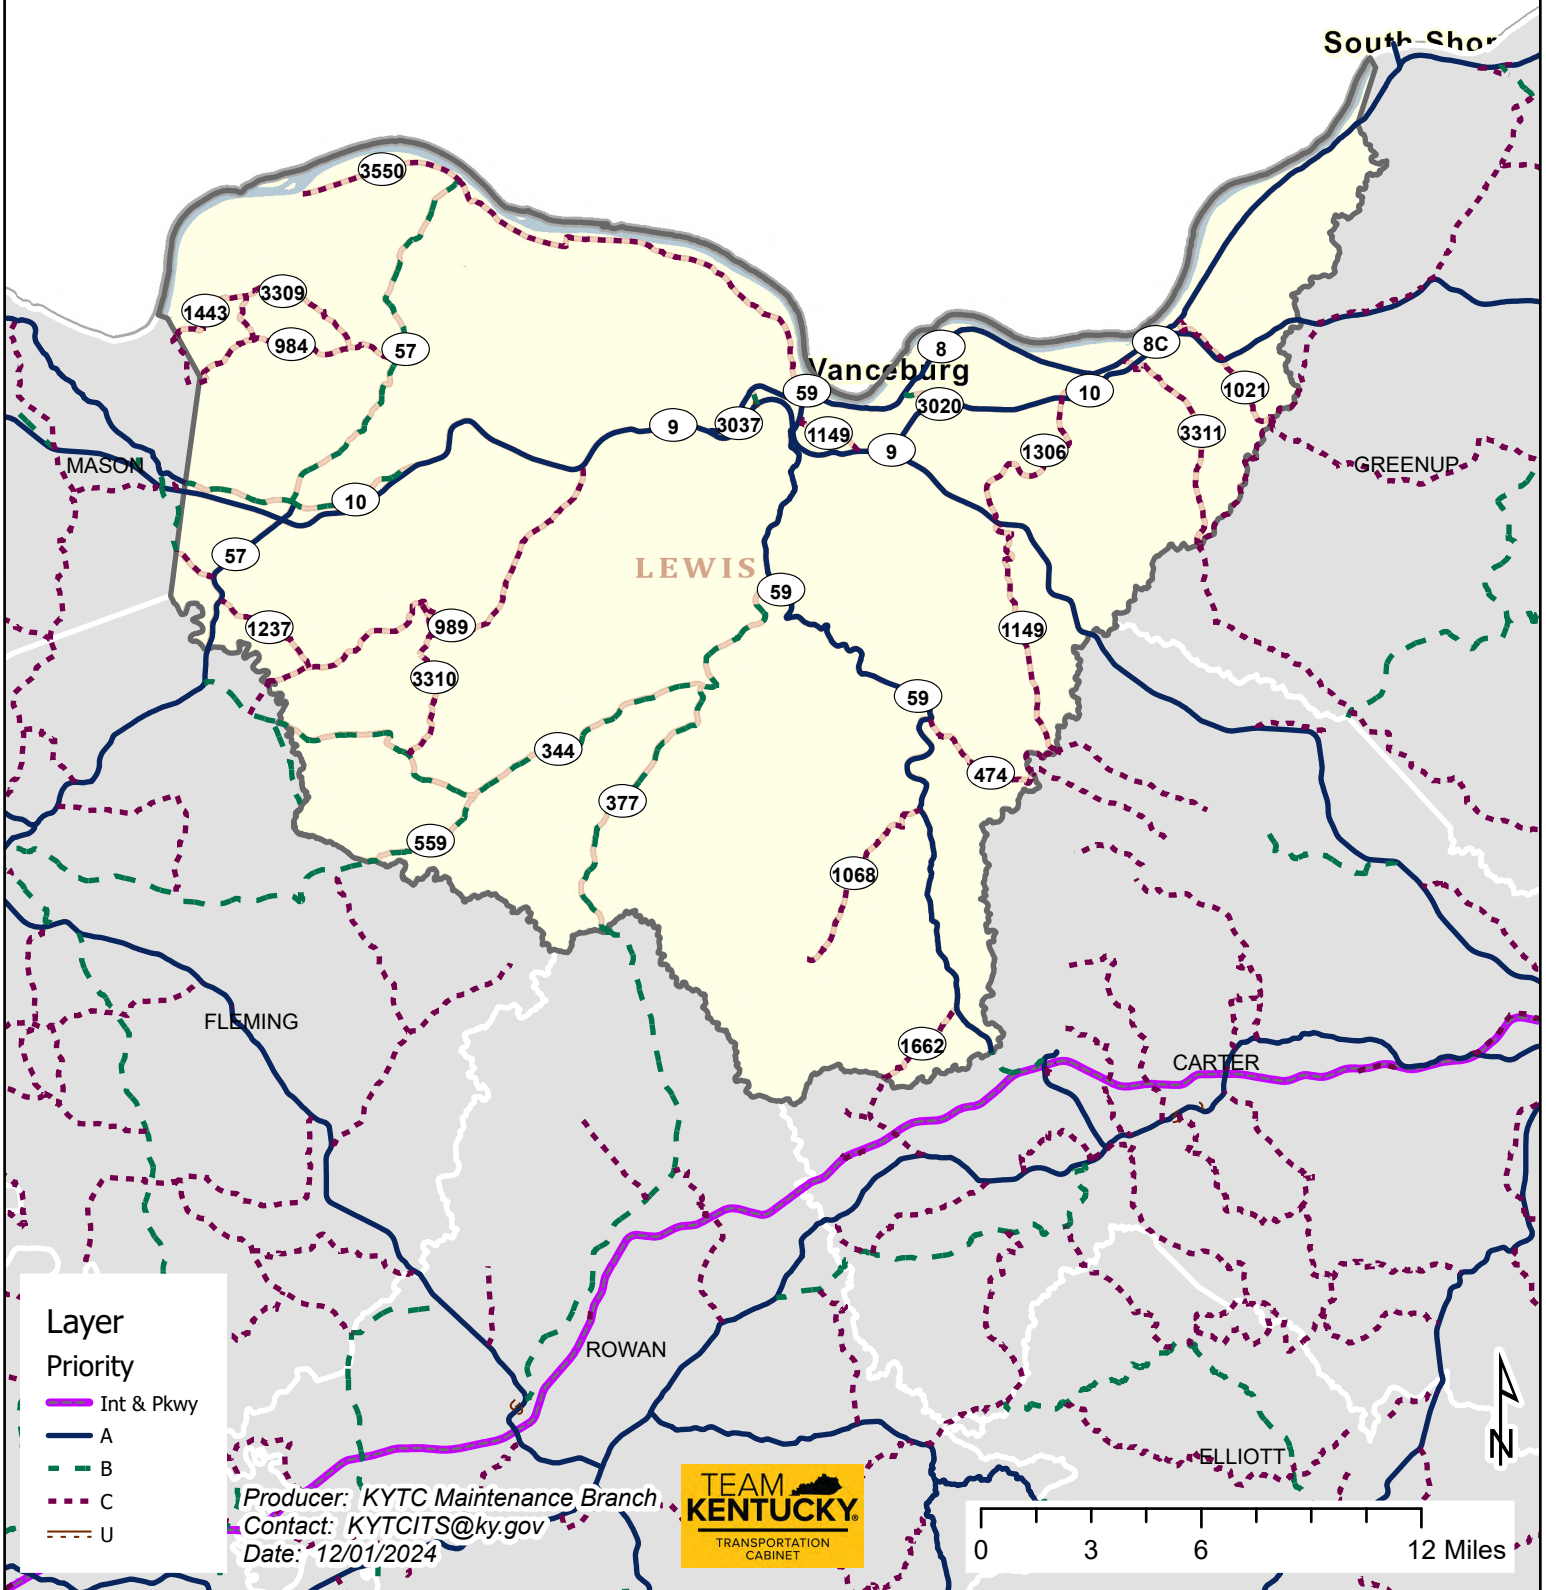 South Shor
3550
3309
1443
984
57
8
8C
Vanceburg
59
10
1021
3020
9
3037
1149
9
3311
1306
MASON
GREENUP
10
57
LEWIS
59
1237
989
1149
3310
59
344
474
377
559
1068
FLEMING
1662
CARTER
ROWAN
ELLIOTT
Layer
Priority
Int & Pkwy
A
B
C
U
Producer: KYTC Maintenance Branch
Contact: KYTCITS@ky.gov
Date: 12/01/2024
TEAM
KENTUCKY®
TRANSPORTATION
CABINET
0 3 6 12 Miles
N